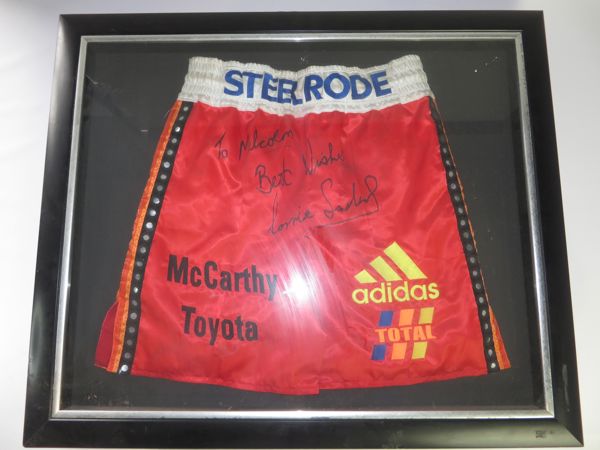 STEELRODE
To Malcolm
Best Wishes
McCarthy
Toyota
adidas
TOTAL